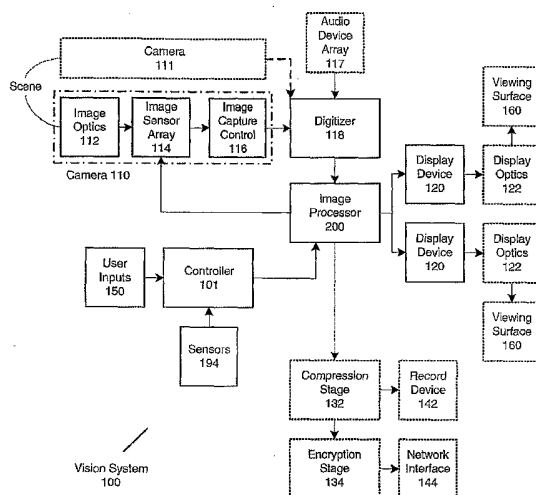 Camera
111
Audio
Device
Array
117
Scene
Image
Optics
112
Image
Sensor
Array
114
Image
Capture
Control
116
Camera 110
Digitizer
118
Viewing
Surface
160
Display
Device
120
Display
Optics
122
Image
Processor
200
Display
Device
120
Display
Optics
122
User
Inputs
150
Controller
101
Viewing
Surface
160
Sensors
194
Compression
Stage
132
Record
Device
142
Vision System
100
Encryption
Stage
134
Network
Interface
144